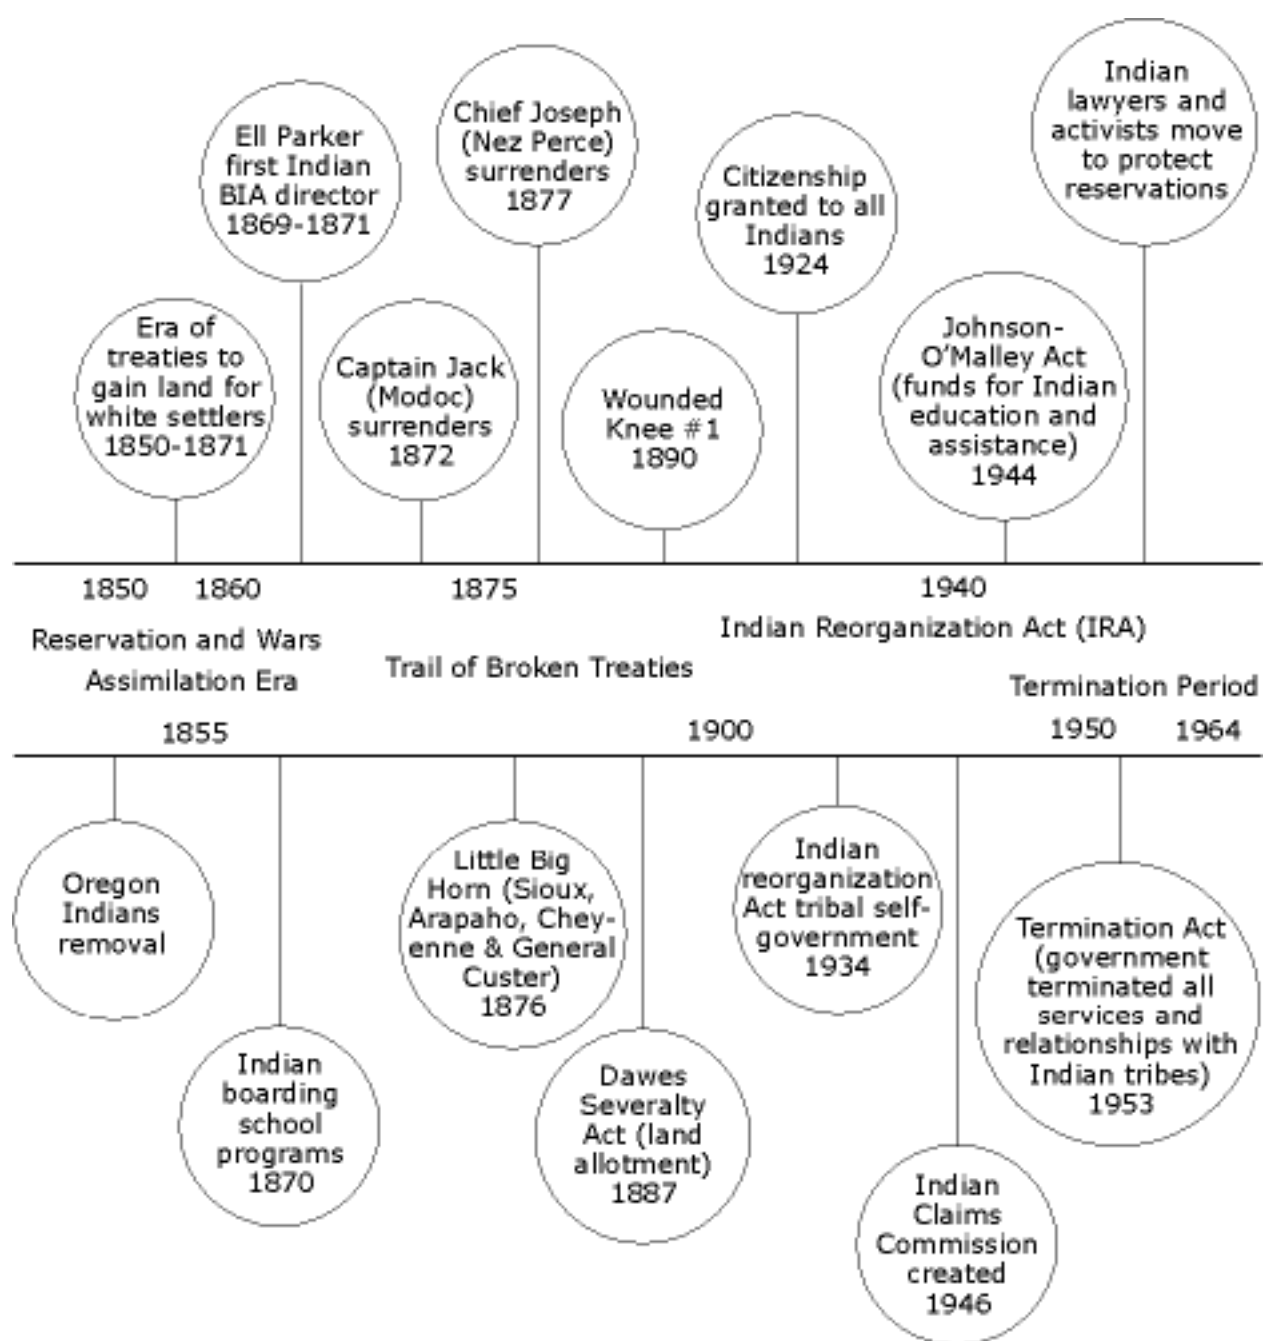 Era of
treaties to
gain land for
white settlers
1850-1871
Ell Parker
first Indian
BIA director
1869-1871
Captain Jack
(Modoc)
surrenders
1872
Chief Joseph
(Nez Perce)
surrenders
1877
Wounded
Knee #1
1890
Citizenship
granted to all
Indians
1924
Johnson-
O'Malley Act
(funds for Indian
education and
assistance)
1944
Indian
lawyers and
activists move
to protect
reservations
1850 1860 1875 1940
Reservation and Wars
Assimilation Era
Trail of Broken Treaties
Indian Reorganization Act (IRA)
Termination Period
1855 1900 1950 1964
Oregon
Indians
removal
Indian
boarding
school
programs
1870
Little Big
Horn (Sioux,
Arapaho, Chey-
enne & General
Custer)
1876
Dawes
Severalty
Act (land
allotment)
1887
Indian
reorganization
Act tribal self-
government
1934
Indian
Claims
Commission
created
1946
Termination Act
(government
terminated all
services and
relationships with
Indian tribes)
1953